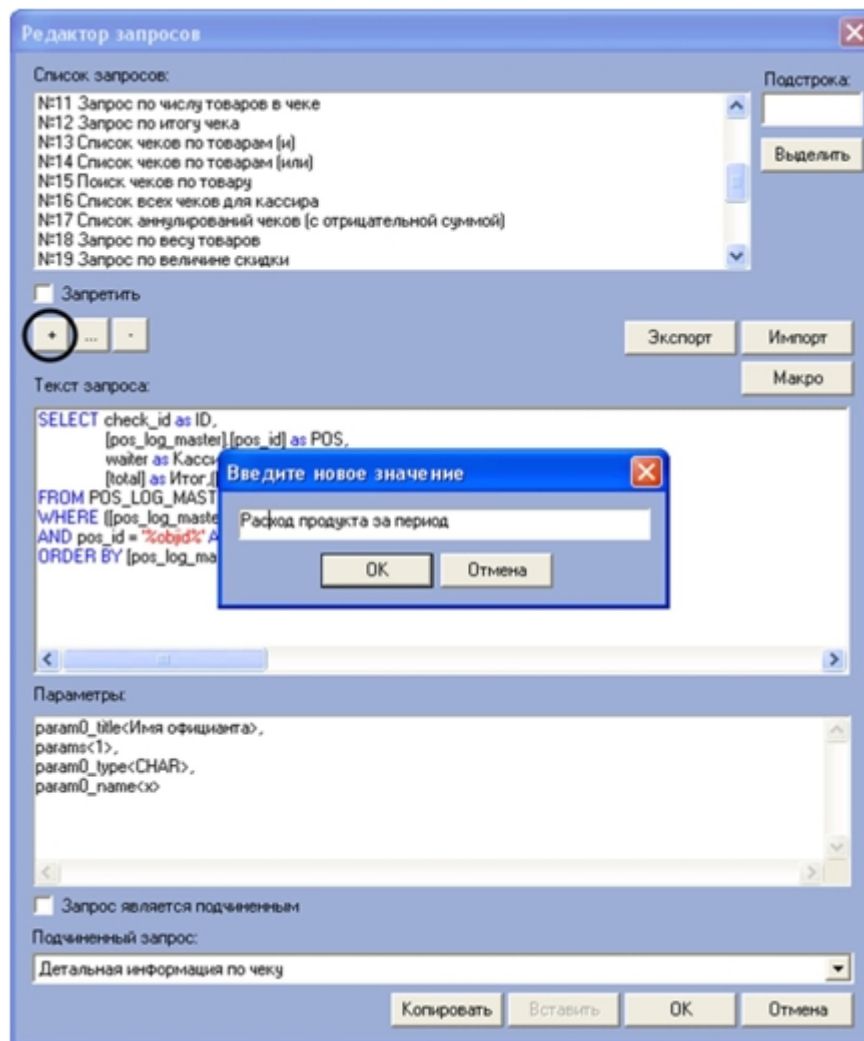 Редактор запросов
Список запросов:
Подстрока:
№11 Запрос по числу товаров в чеке
№12 Запрос по итогу чека
№13 Список чеков по товарам (и)
№14 Список чеков по товарам (или)
№15 Поиск чеков по товару
№16 Список всех чеков для кассира
№17 Список аннулирований чеков (с отрицательной суммой)
№18 Запрос по весу товаров
№19 Запрос по величине скидки
Выделить
Запретить
+ ... -
Экспорт Импорт
Макро
Текст запроса:
SELECT check_id as ID,
[pos_log_master].[pos_id] as POS,
waiter as Касси
[total] as Итог,([
FROM POS_LOG_MAST
WHERE ([pos_log_maste
AND pos_id = '%objid%' A
ORDER BY [pos_log_ma
Введите новое значение
Расход продукта за период
OK Отмена
Параметры:
param0_title<Имя официанта>,
params<1>,
param0_type<CHAR>,
param0_name<x>
Запрос является подчиненным
Подчиненный запрос:
Детальная информация по чеку
Копировать Вставить OK Отмена